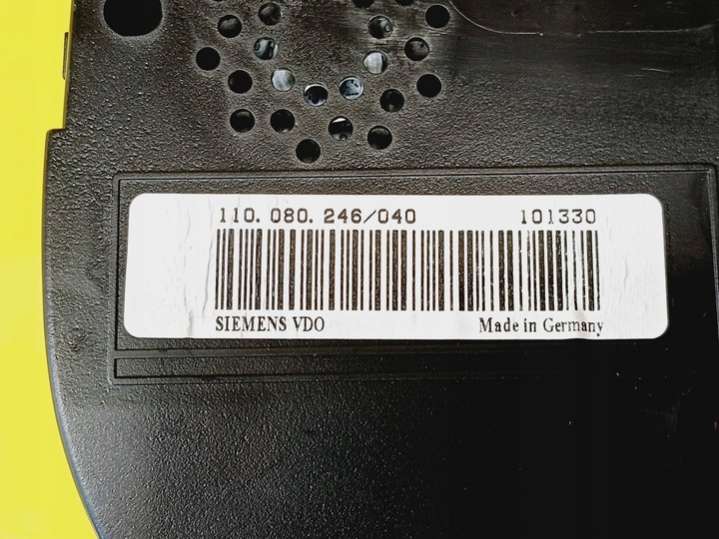 110.080.246/040 101330
SIEMENS VDO Made in Germany